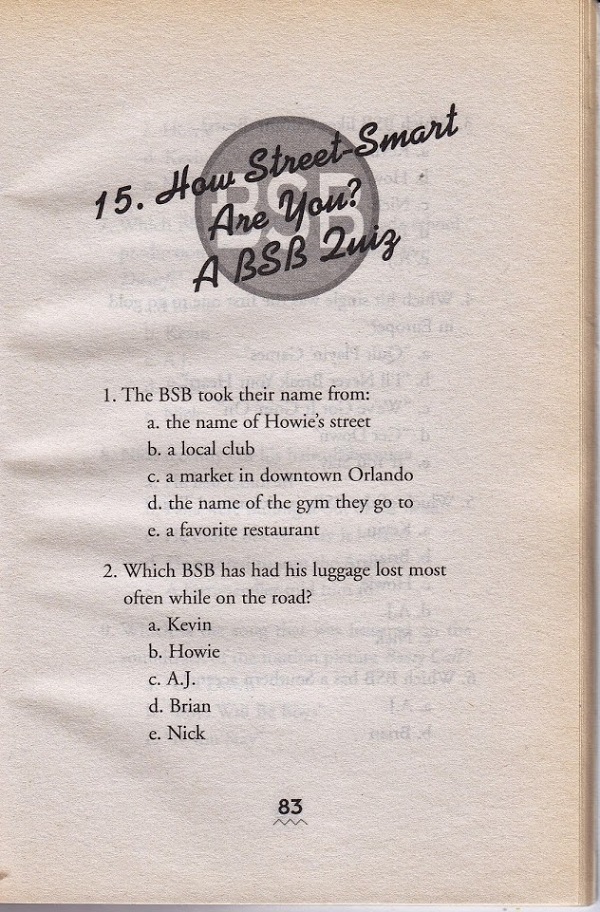 15. How Street-Smart
Are You?
A BSB Quiz
BSB
1. The BSB took their name from:
a. the name of Howie's street
b. a local club
c. a market in downtown Orlando
d. the name of the gym they go to
e. a favorite restaurant
2. Which BSB has had his luggage lost most
often while on the road?
a. Kevin
b. Howie
c. A.J.
d. Brian
e. Nick
83